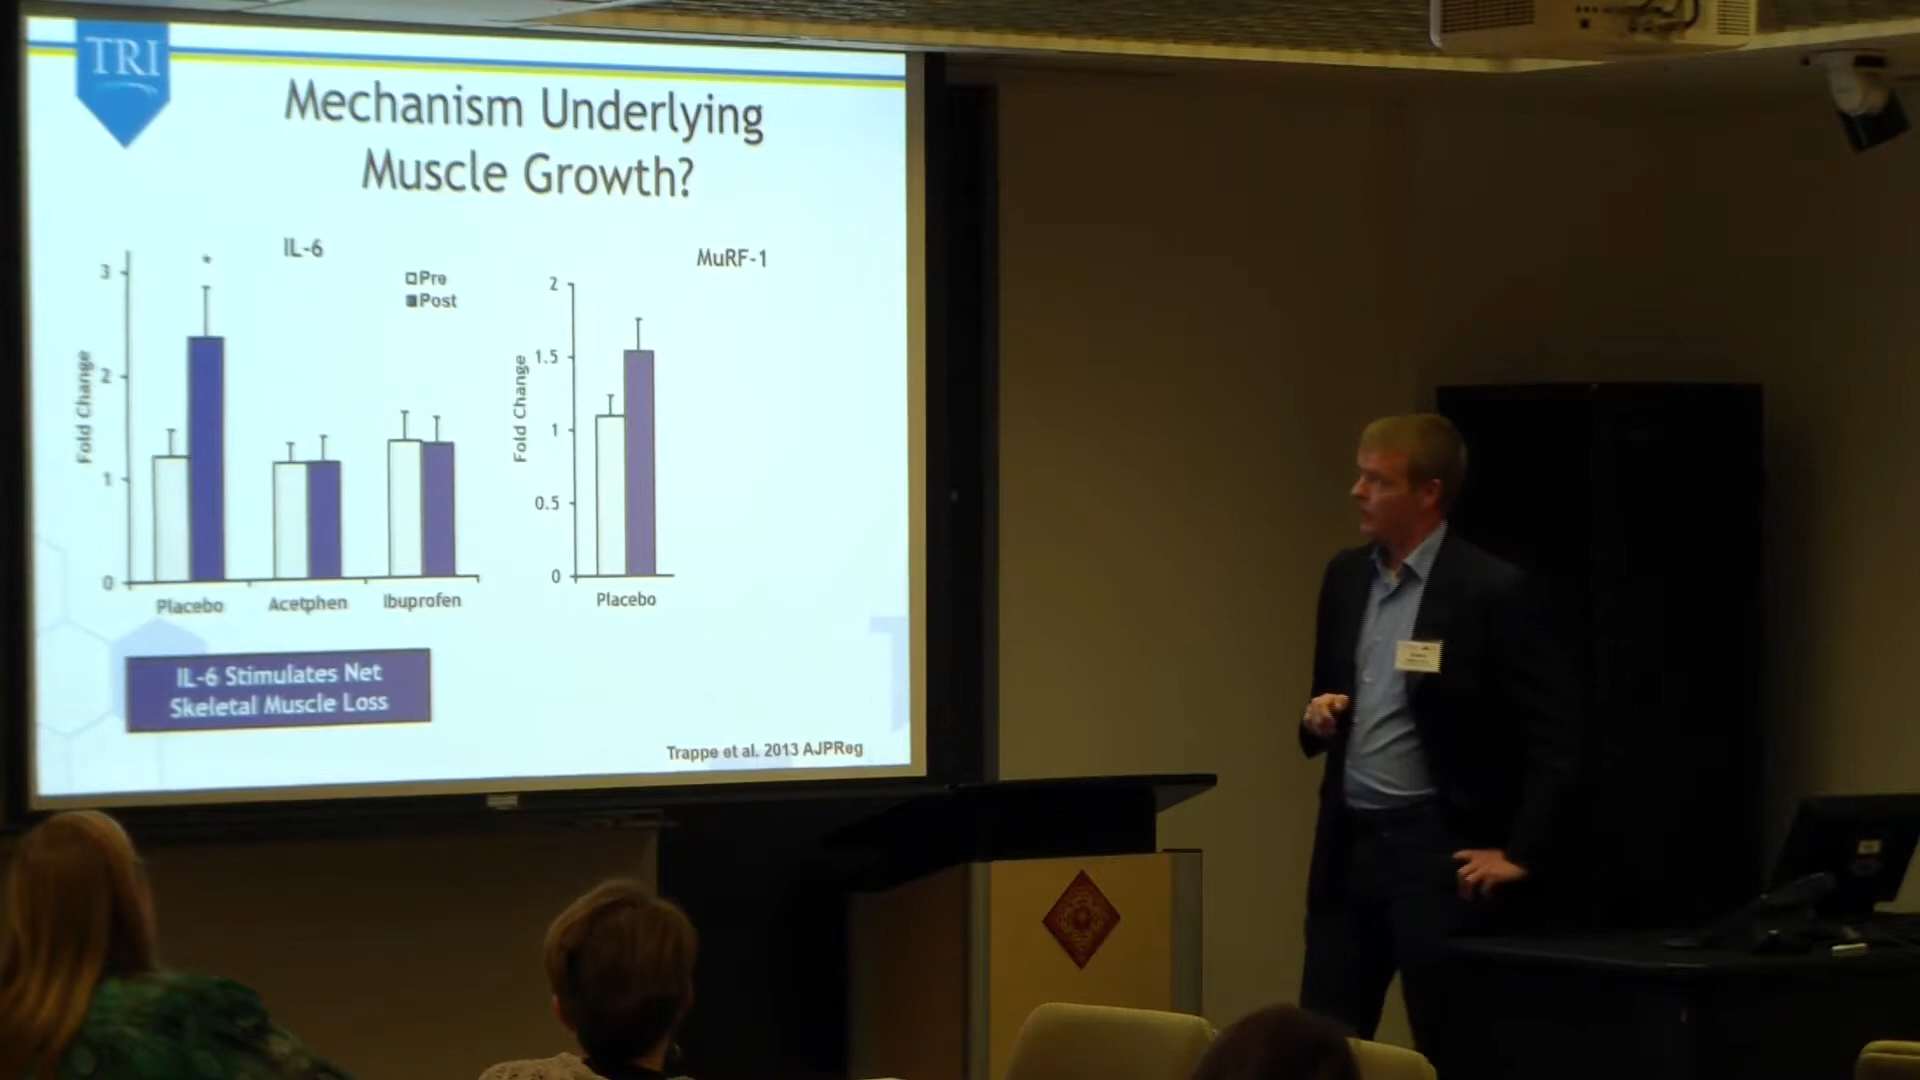 TRI
Mechanism Underlying
Muscle Growth?
IL-6
*
Pre
Post
Fold Change
3
2
1
0
Placebo
Acetphen
Ibuprofen
MuRF-1
Fold Change
2
1.5
1
0.5
0
Placebo
IL-6 Stimulates Net
Skeletal Muscle Loss
Trappe et al. 2013 AJPReg